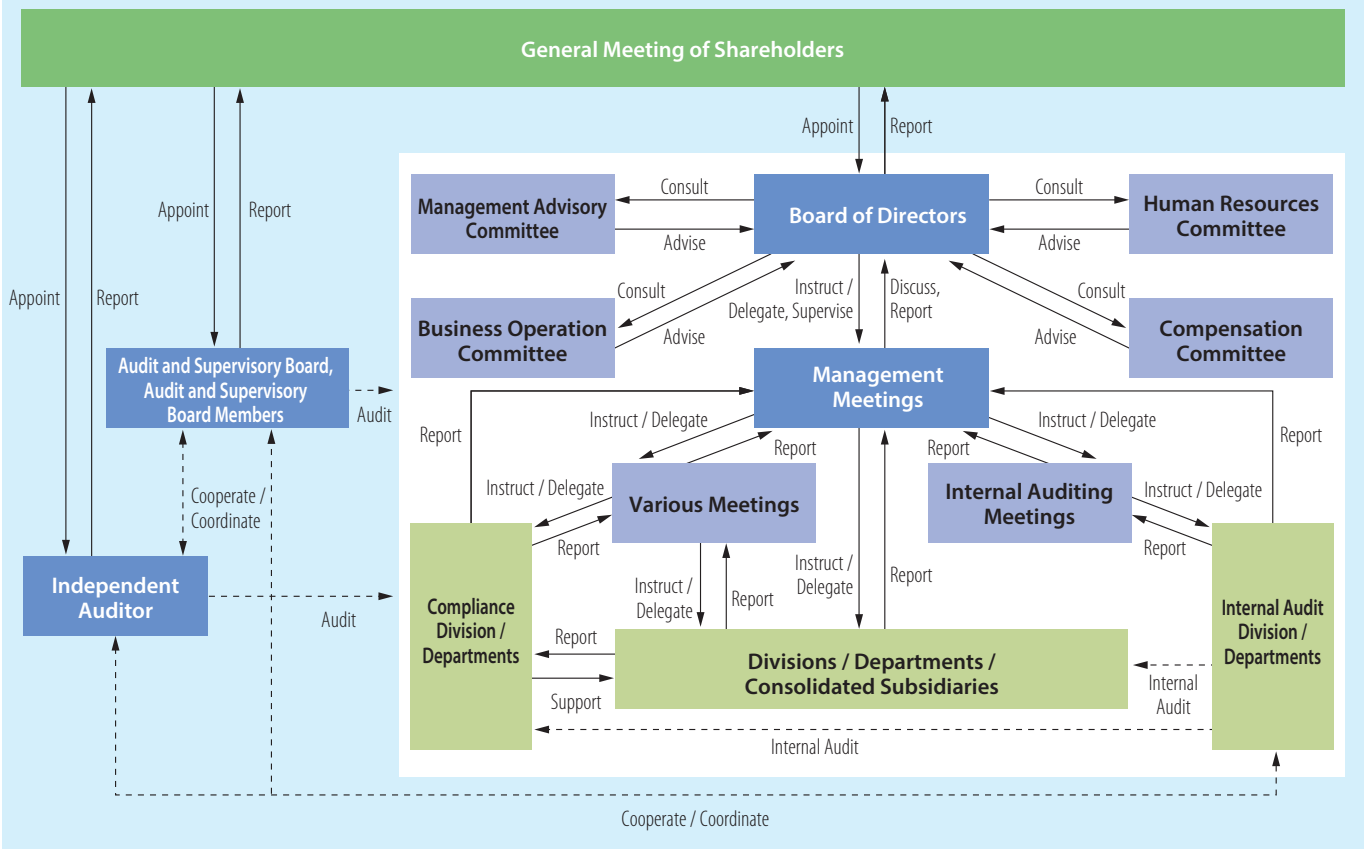 General Meeting of Shareholders
Appoint
Report
Appoint
Report
Appoint
Report
Management Advisory
Committee
Consult
Advise
Board of Directors
Consult
Advise
Human Resources
Committee
Business Operation
Committee
Consult
Advise
Instruct /
Delegate, Supervise
Discuss,
Report
Consult
Advise
Compensation
Committee
Audit and Supervisory Board,
Audit and Supervisory
Board Members
Audit
Management
Meetings
Report
Instruct / Delegate
Report
Instruct / Delegate
Report
Report
Cooperate /
Coordinate
Instruct / Delegate
Report
Various Meetings
Internal Auditing
Meetings
Instruct / Delegate
Report
Independent
Auditor
Audit
Compliance
Division /
Departments
Instruct /
Delegate
Report
Instruct /
Delegate
Report
Internal Audit
Division /
Departments
Report
Support
Divisions / Departments /
Consolidated Subsidiaries
Internal
Audit
Internal Audit
Cooperate / Coordinate